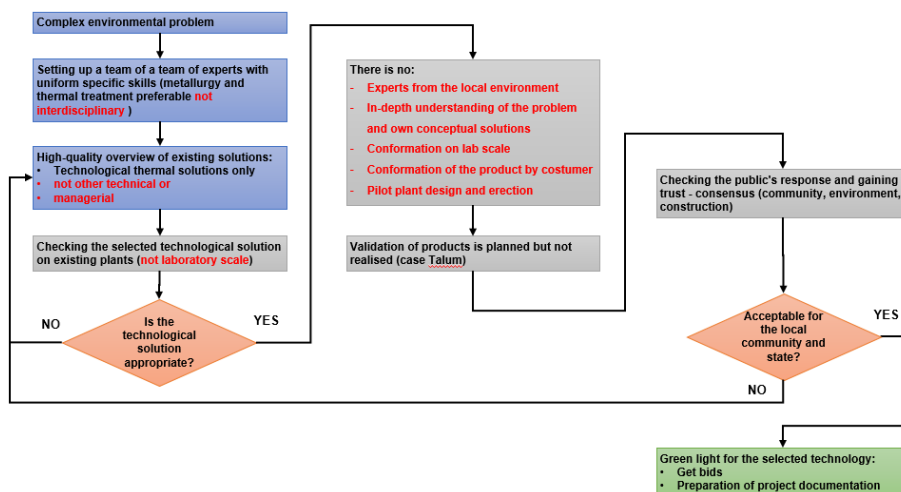 Complex environmental problem
Setting up a team of a team of experts with
uniform specific skills (metallurgy and
thermal treatment preferable not
interdisciplinary )
High-quality overview of existing solutions:
• Technological thermal solutions only
• not other technical or
• managerial
Checking the selected technological solution
on existing plants (not laboratory scale)
Is the
technological
solution
appropriate?
NO
YES
There is no:
- Experts from the local environment
- In-depth understanding of the problem
and own conceptual solutions
- Conformation on lab scale
- Conformation of the product by costumer
- Pilot plant design and erection
Validation of products is planned but not
realised (case Talum)
Checking the public's response and gaining
trust - consensus (community, environment,
construction)
Acceptable for
the local
community and
state?
YES
NO
Green light for the selected technology:
• Get bids
• Preparation of project documentation